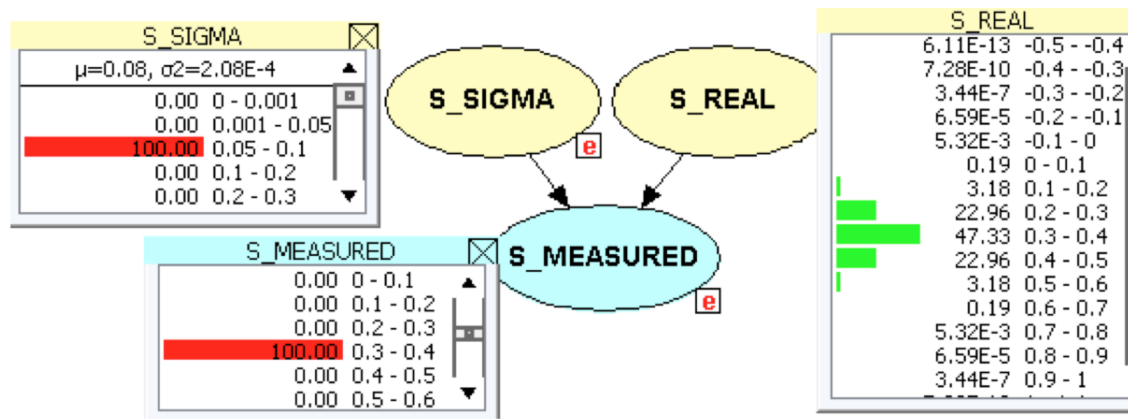 S_SIGMA
μ=0.08, σ2=2.08E-4
0.00 0 - 0.001
0.00 0.001 - 0.05
100.00 0.05 - 0.1
0.00 0.1 - 0.2
0.00 0.2 - 0.3
S_SIGMA
e
S_REAL
S_MEASURED
e
S_MEASURED
0.00 0 - 0.1
0.00 0.1 - 0.2
0.00 0.2 - 0.3
100.00 0.3 - 0.4
0.00 0.4 - 0.5
0.00 0.5 - 0.6
S_REAL
6.11E-13 -0.5 - -0.4
7.28E-10 -0.4 - -0.3
3.44E-7 -0.3 - -0.2
6.59E-5 -0.2 - -0.1
5.32E-3 -0.1 - 0
0.19 0 - 0.1
3.18 0.1 - 0.2
22.96 0.2 - 0.3
47.33 0.3 - 0.4
22.96 0.4 - 0.5
3.18 0.5 - 0.6
0.19 0.6 - 0.7
5.32E-3 0.7 - 0.8
6.59E-5 0.8 - 0.9
3.44E-7 0.9 - 1